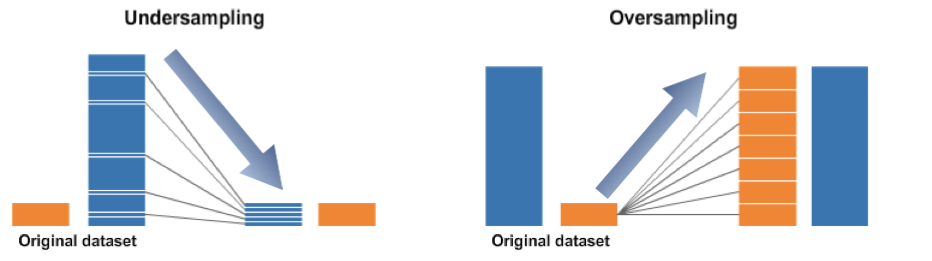 Undersampling
Oversampling
Original dataset
Original dataset